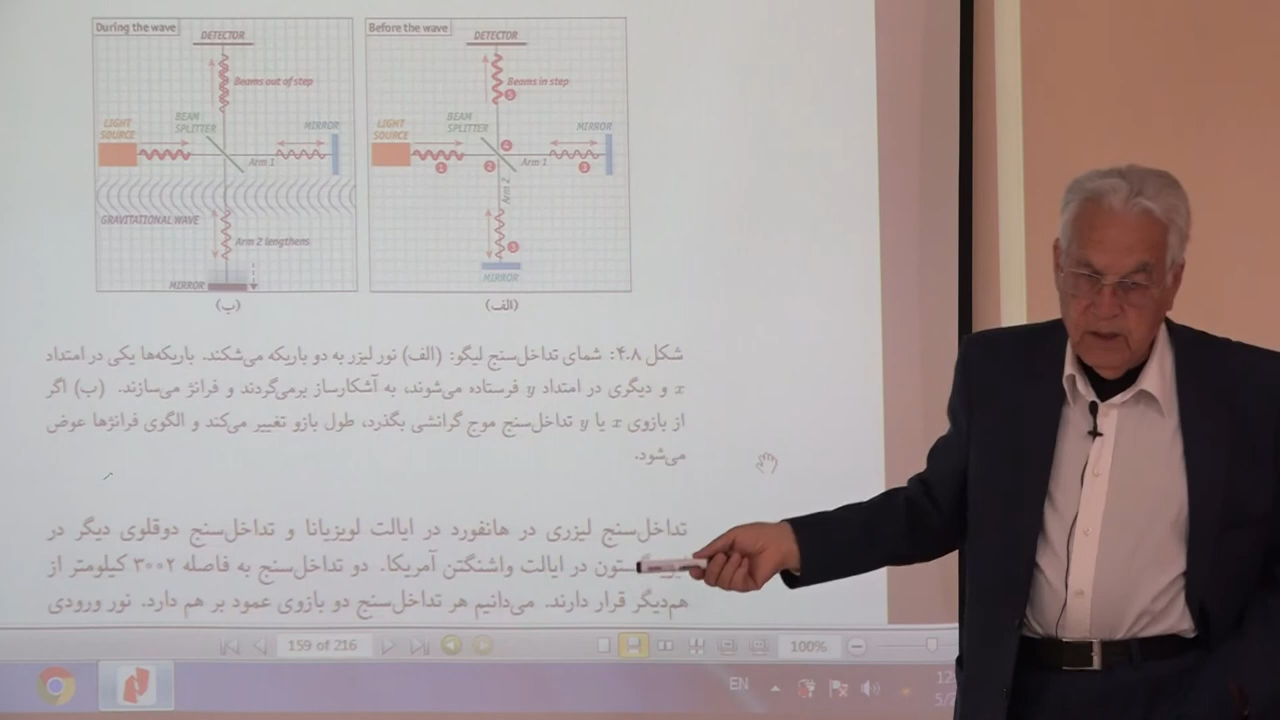 During the wave
DETECTOR
Beams out of step
LIGHT
SOURCE
BEAM
SPLITTER
MIRROR
Arm 1
GRAVITATIONAL WAVE
Arm 2 lengthens
MIRROR
(ب)
Before the wave
DETECTOR
Beams in step
5
LIGHT
SOURCE
BEAM
SPLITTER
MIRROR
4
1
2
Arm 1
3
Arm 2
3
MIRROR
(الف)
شکل ۴.۸: شمای تداخل‌سنج لیگو: (الف) نور لیزر به دو باریکه می‌شکند. باریکه‌ها یکی در امتداد
x و دیگری در امتداد y فرستاده می‌شوند، به آشکارساز برمی‌گردند و فرانژ می‌سازند. (ب) اگر
از بازوی x یا y تداخل‌سنج موج گرانشی بگذرد، طول بازو تغییر می‌کند و الگوی فرانژها عوض
می‌شود.
تداخل‌سنج لیزری در هانفورد در ایالت لویزیانا و تداخل‌سنج دوقلوی دیگر در
ستون در ایالت واشنگتن آمریکا. دو تداخل‌سنج به فاصله ۳۰۰۲ کیلومتر از
هم‌دیگر قرار دارند. می‌دانیم هر تداخل‌سنج دو بازوی عمود بر هم دارد. نور ورودی
159 of 216
100%
EN